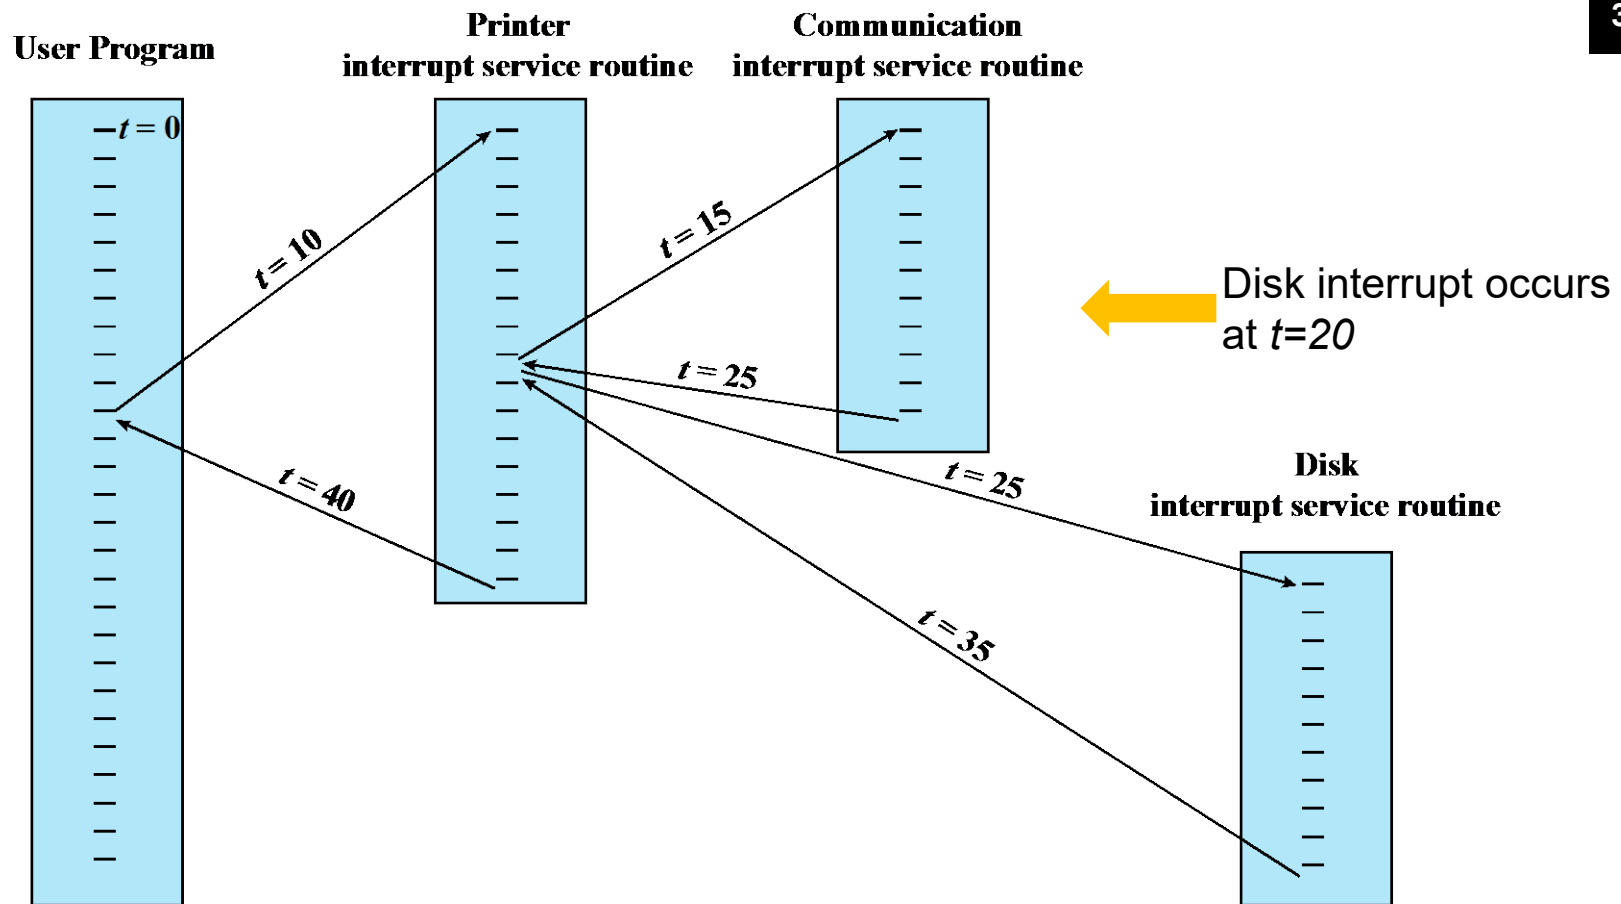 User Program
Printer
interrupt service routine
Communication
interrupt service routine
3
t = 0
t = 10
t = 15
Disk interrupt occurs
at t=20
t = 25
t = 25
Disk
interrupt service routine
t = 40
t = 35